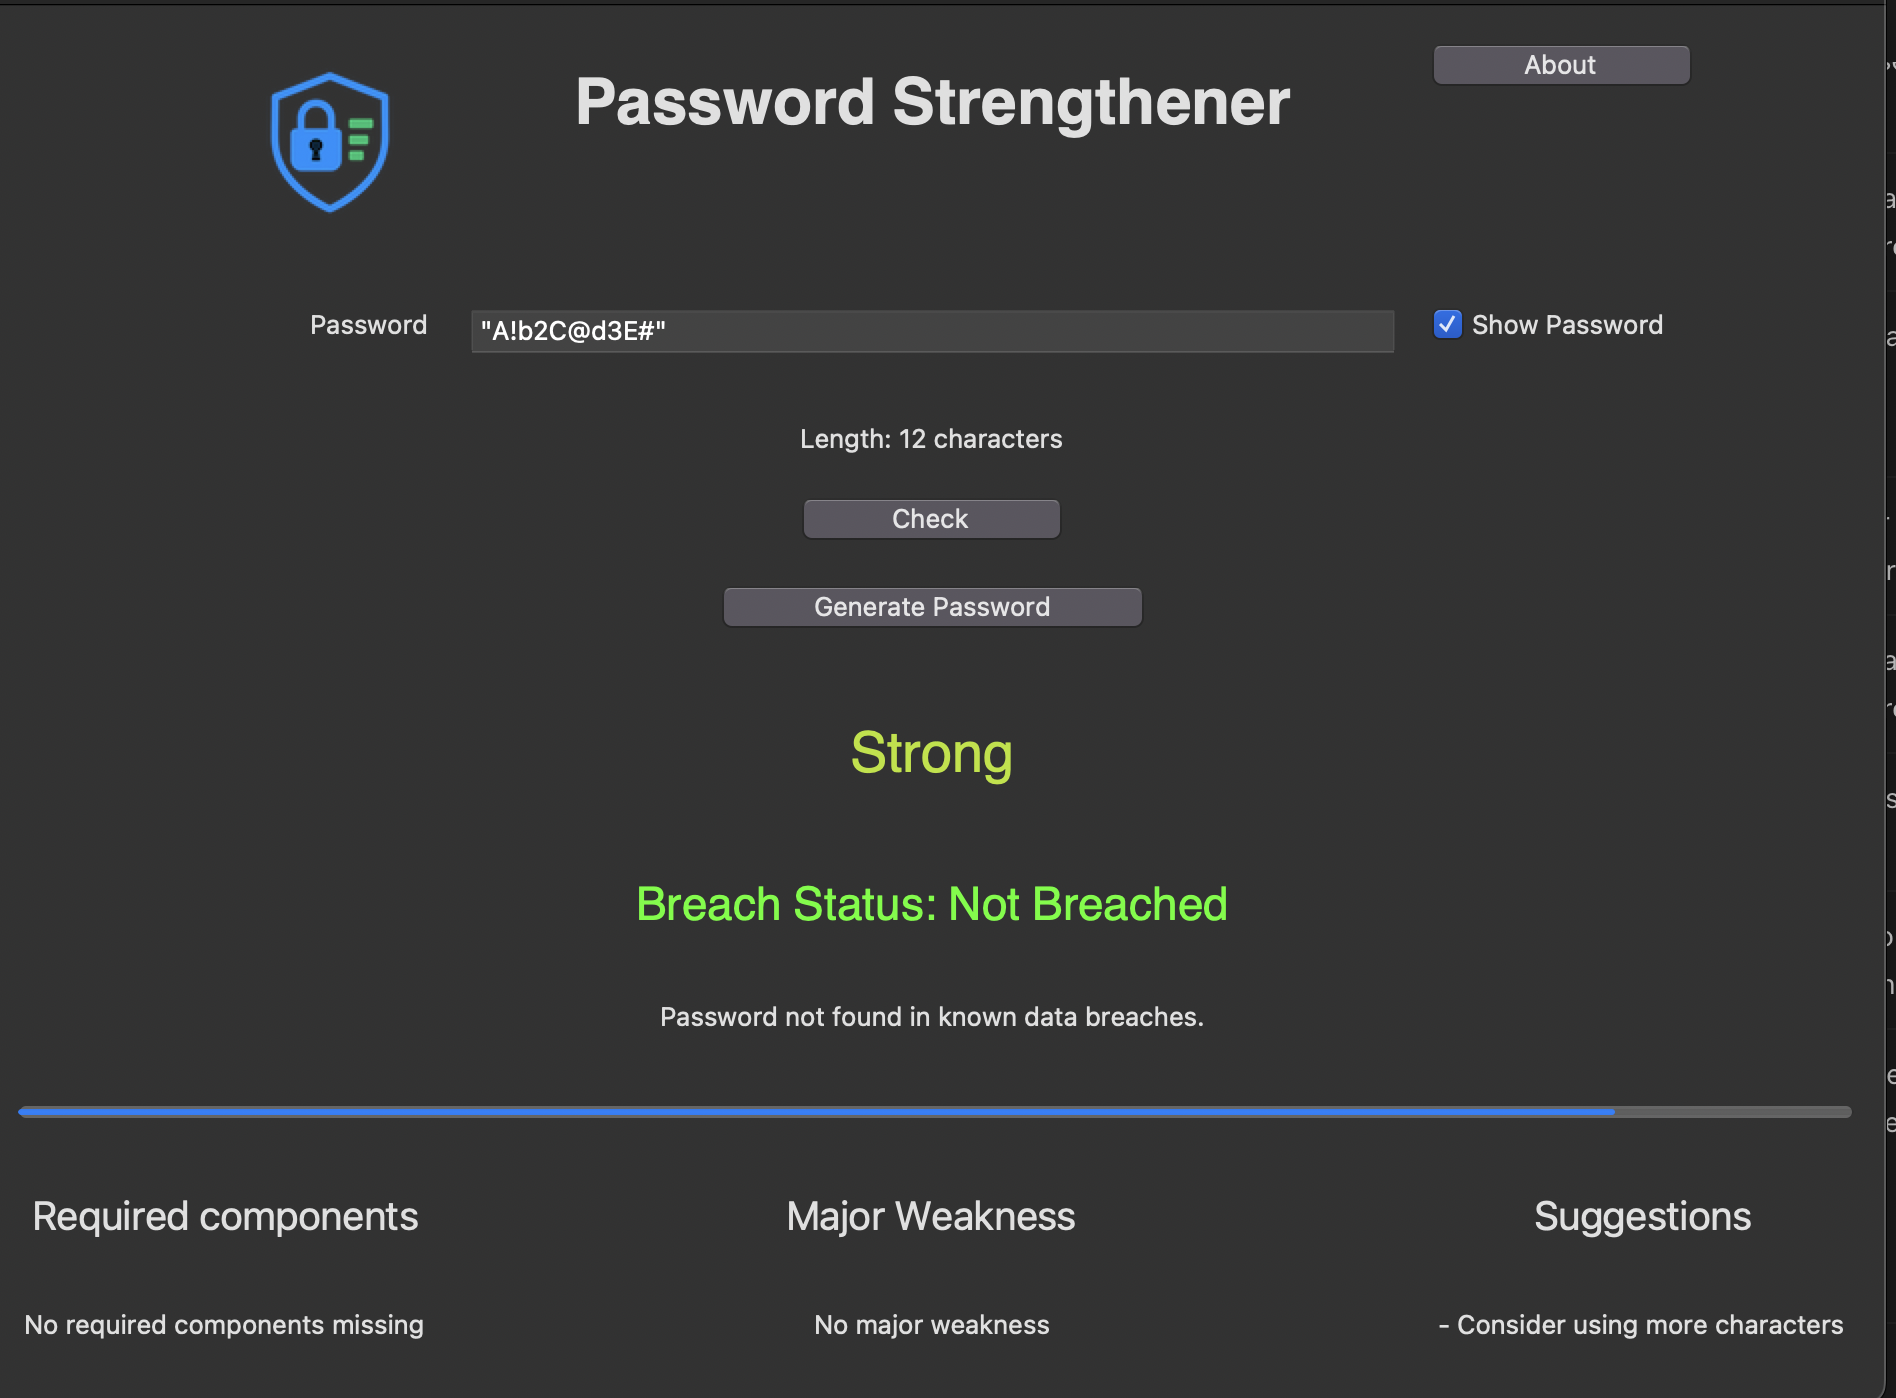 About
Password Strengthener
Password
"A!b2C@d3E#"
Show Password
Length: 12 characters
Check
Generate Password
Strong
Breach Status: Not Breached
Password not found in known data breaches.
Required components
Major Weakness
Suggestions
No required components missing
No major weakness
- Consider using more characters